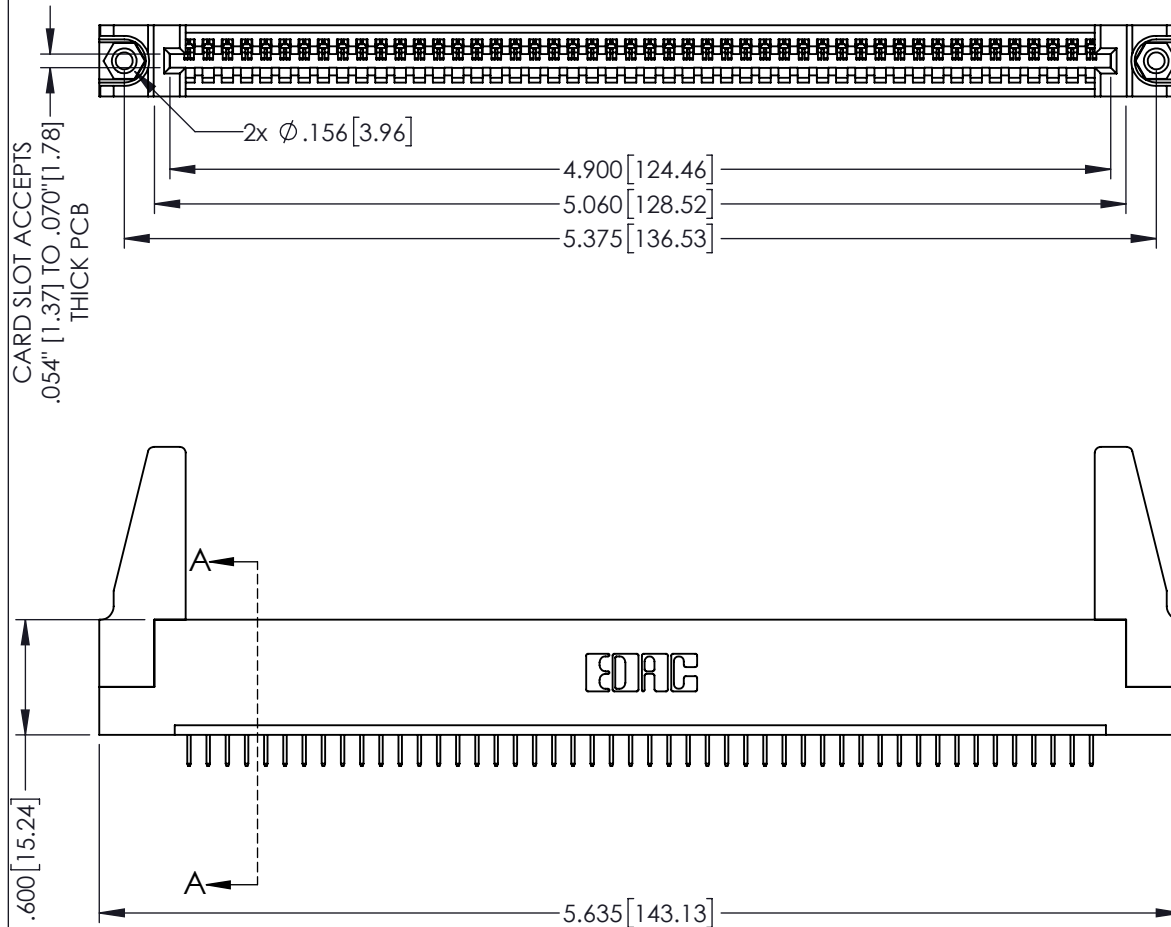 2x Ø .156[3.96]
4.900[124.46]
5.060[128.52]
5.375[136.53]
CARD SLOT ACCEPTS
.054" [1.37] TO .070"[1.78]
THICK PCB
A
EDAC
A
.600[15.24]
5.635[143.13]